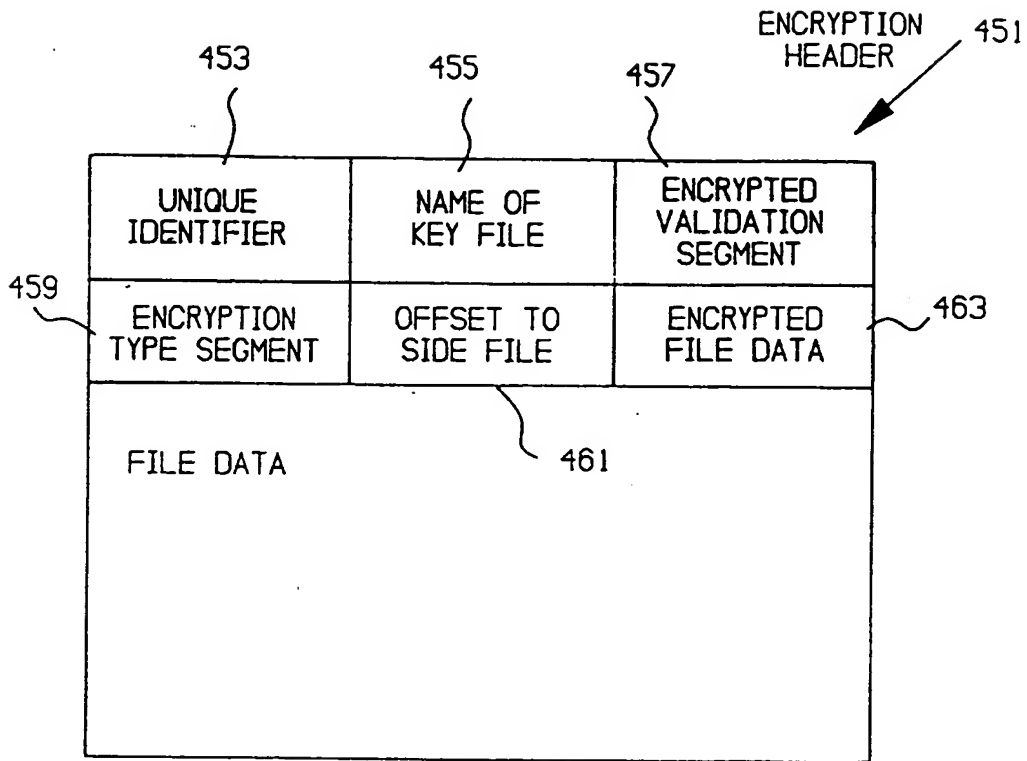 ENCRYPTION
HEADER
451
453
455
457
UNIQUE
IDENTIFIER
NAME OF
KEY FILE
ENCRYPTED
VALIDATION
SEGMENT
459
ENCRYPTION
TYPE SEGMENT
OFFSET TO
SIDE FILE
ENCRYPTED
FILE DATA
463
461
FILE DATA